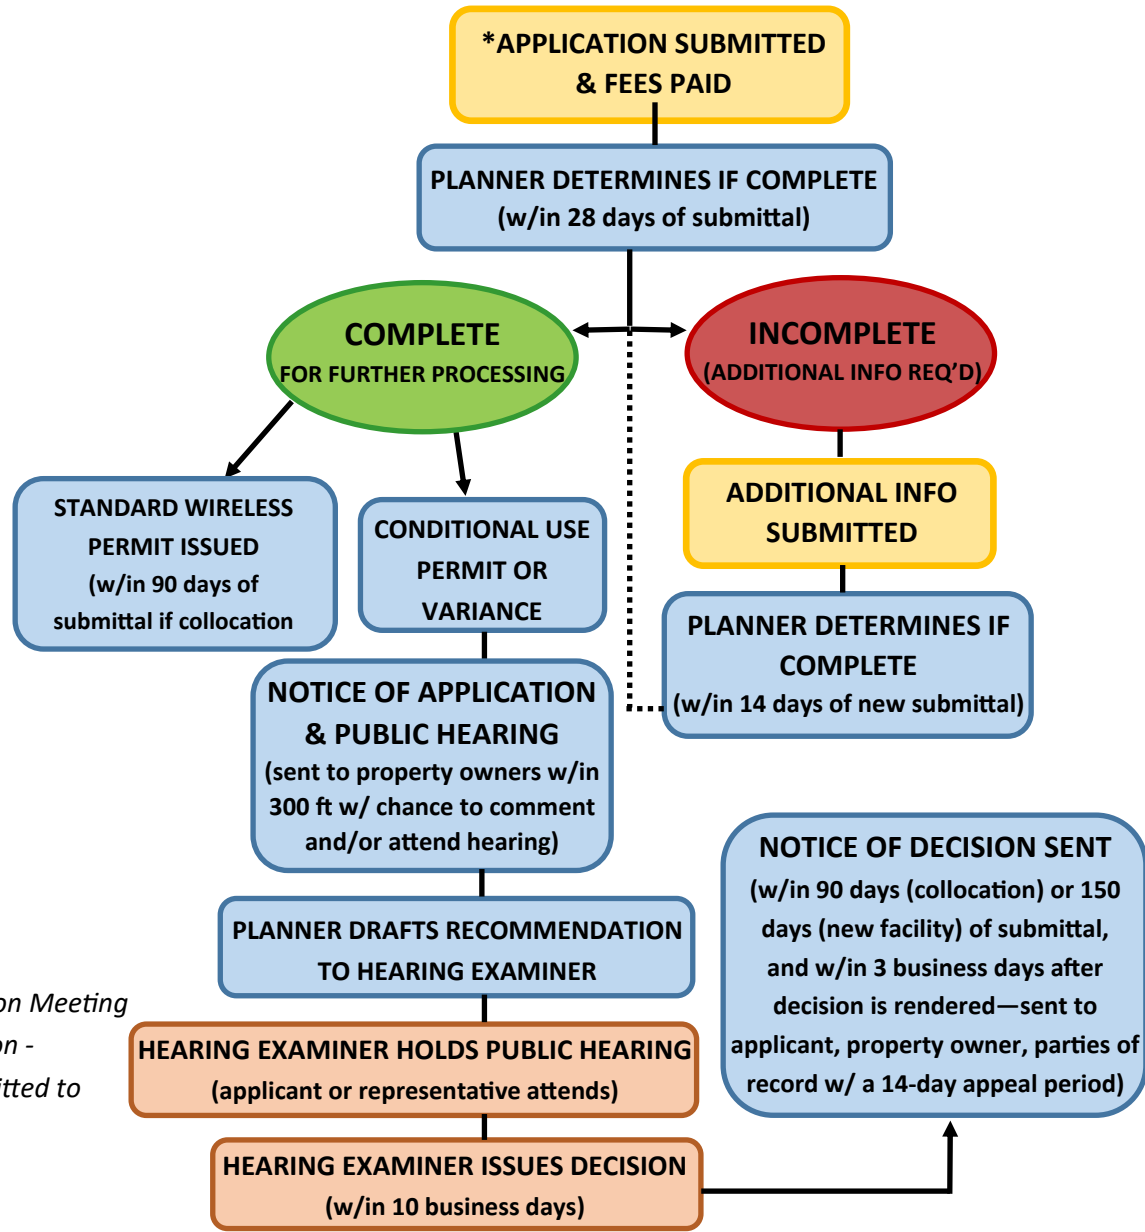 *APPLICATION SUBMITTED
& FEES PAID
PLANNER DETERMINES IF COMPLETE
(w/in 28 days of submittal)
COMPLETE
FOR FURTHER PROCESSING
INCOMPLETE
(ADDITIONAL INFO REQ’D)
STANDARD WIRELESS
PERMIT ISSUED
(w/in 90 days of
submittal if collocation
CONDITIONAL USE
PERMIT OR
VARIANCE
ADDITIONAL INFO
SUBMITTED
PLANNER DETERMINES IF
COMPLETE
(w/in 14 days of new submittal)
NOTICE OF APPLICATION
& PUBLIC HEARING
(sent to property owners w/in
300 ft w/ chance to comment
and/or attend hearing)
PLANNER DRAFTS RECOMMENDATION
TO HEARING EXAMINER
on Meeting
on -
itted to
HEARING EXAMINER HOLDS PUBLIC HEARING
(applicant or representative attends)
HEARING EXAMINER ISSUES DECISION
(w/in 10 business days)
NOTICE OF DECISION SENT
(w/in 90 days (collocation) or 150
days (new facility) of submittal,
and w/in 3 business days after
decision is rendered—sent to
applicant, property owner, parties of
record w/ a 14-day appeal period)